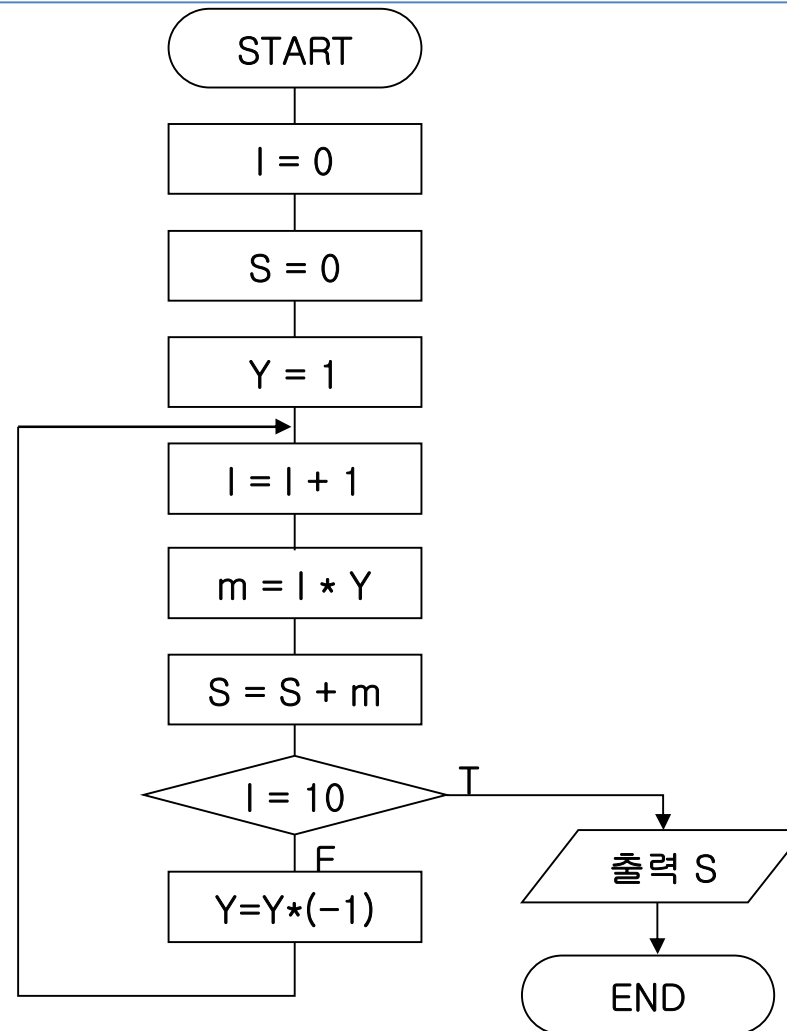 START
I = 0
S = 0
Y = 1
I = I + 1
m = I * Y
S = S + m
I = 10
T
F
Y=Y*(-1)
출력 S
END